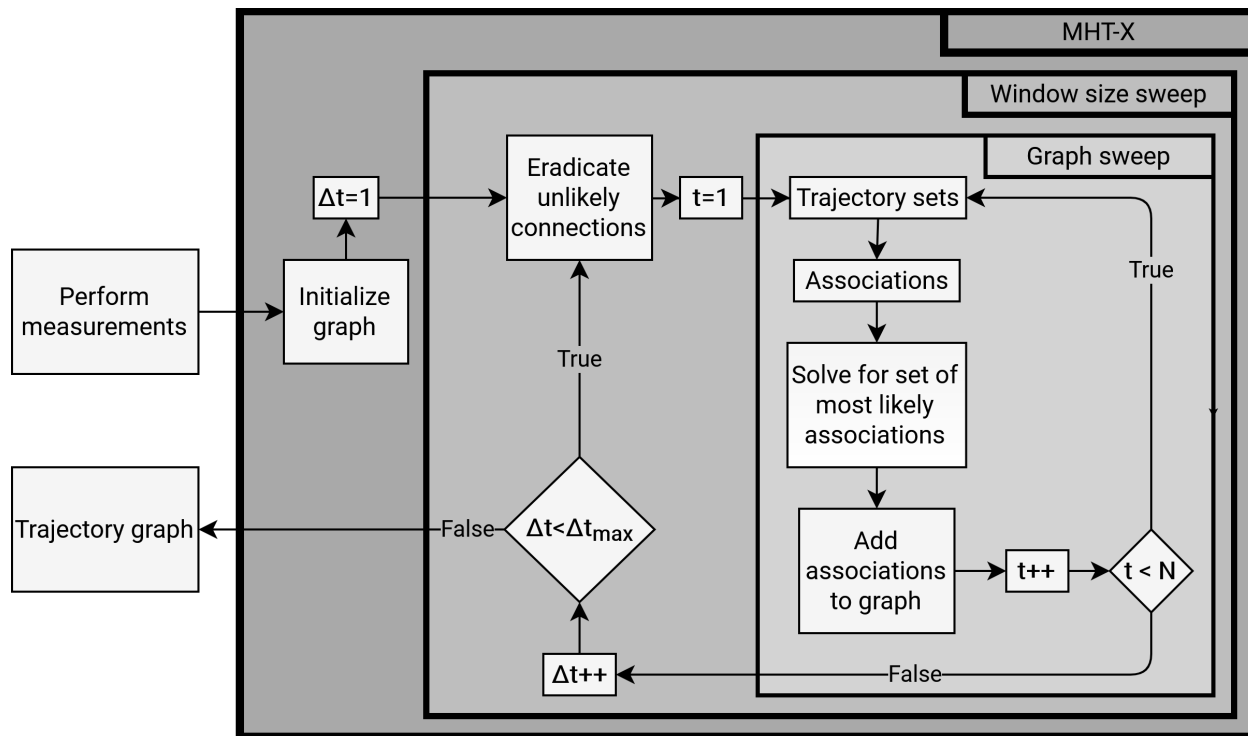 MHT-X
Window size sweep
Graph sweep
Perform
measurements
Initialize
graph
Δt=1
Eradicate
unlikely
connections
t=1
Trajectory sets
Associations
Solve for set of
most likely
associations
Add
associations
to graph
t++
t < N
True
False
Δt++
Δt<Δtmax
True
False
Trajectory graph